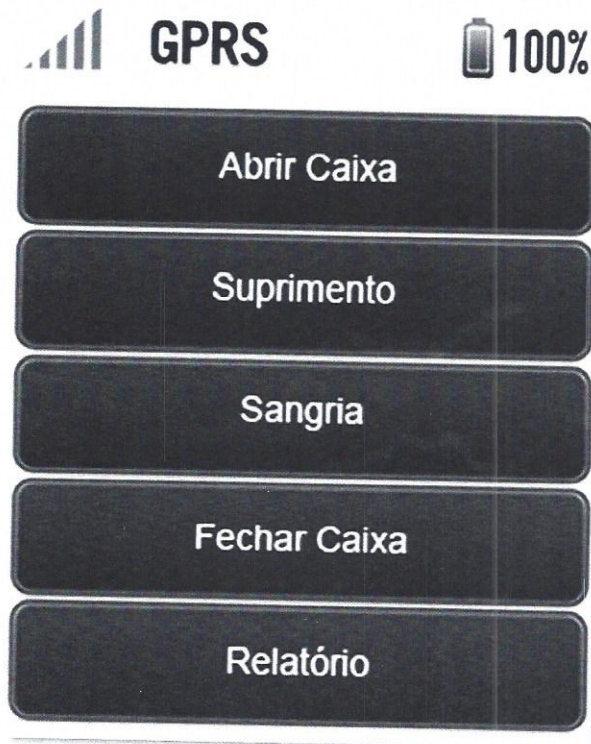 GPRS 100%
Abrir Caixa
Suprimento
Sangria
Fechar Caixa
Relatório